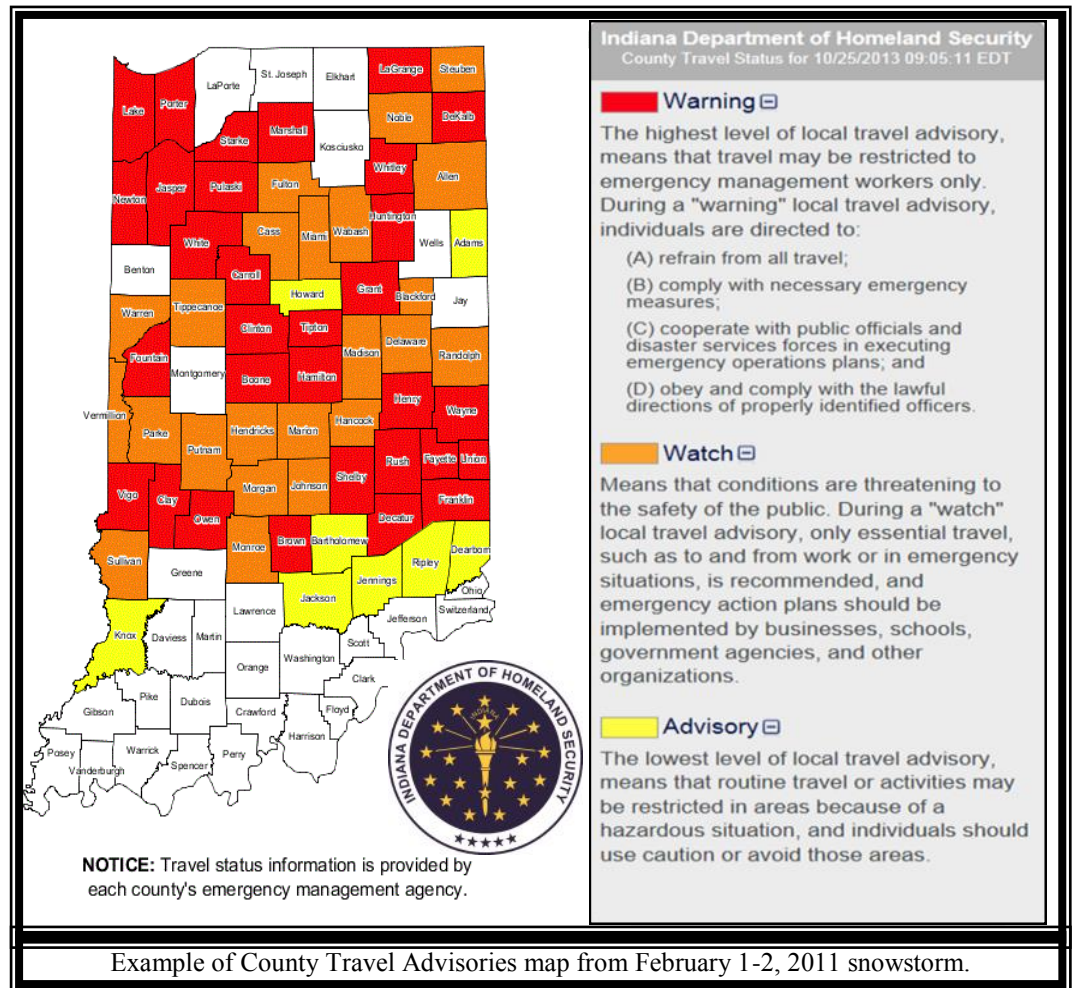 LaPorte
St. Joseph
Elkhart
LaGrange
Steuben
Lake
Porter
Noble
DeKalb
Starke
Marshall
Kosciusko
Whitley
Allen
Newton
Jasper
Pulaski
Fulton
Huntington
White
Cass
Miami
Wabash
Wells
Adams
Benton
Carroll
Howard
Grant
Blackford
Jay
Warren
Tippecanoe
Clinton
Tipton
Madison
Delaware
Randolph
Fountain
Montgomery
Boone
Hamilton
Henry
Wayne
Vermillion
Parke
Putnam
Hendricks
Marion
Hancock
Rush
Fayette
Union
Vigo
Clay
Owen
Morgan
Johnson
Shelby
Franklin
Decatur
Sullivan
Greene
Monroe
Brown
Bartholomew
Dearborn
Ripley
Jennings
Jackson
Ohio
Switzerland
Jefferson
Knox
Daviess
Martin
Lawrence
Scott
Washington
Orange
Clark
Gibson
Pike
Dubois
Crawford
Floyd
Harrison
Posey
Vanderburgh
Warrick
Spencer
Perry
INDIANA DEPARTMENT OF HOMELAND SECURITY
INDIANA
NOTICE: Travel status information is provided by
each county's emergency management agency.
Indiana Department of Homeland Security
County Travel Status for 10/25/2013 09:05:11 EDT
Warning
The highest level of local travel advisory,
means that travel may be restricted to
emergency management workers only.
During a "warning" local travel advisory,
individuals are directed to:
(A) refrain from all travel;
(B) comply with necessary emergency
measures;
(C) cooperate with public officials and
disaster services forces in executing
emergency operations plans; and
(D) obey and comply with the lawful
directions of properly identified officers.
Watch
Means that conditions are threatening to
the safety of the public. During a "watch"
local travel advisory, only essential travel,
such as to and from work or in emergency
situations, is recommended, and
emergency action plans should be
implemented by businesses, schools,
government agencies, and other
organizations.
Advisory
The lowest level of local travel advisory,
means that routine travel or activities may
be restricted in areas because of a
hazardous situation, and individuals should
use caution or avoid those areas.
Example of County Travel Advisories map from February 1-2, 2011 snowstorm.